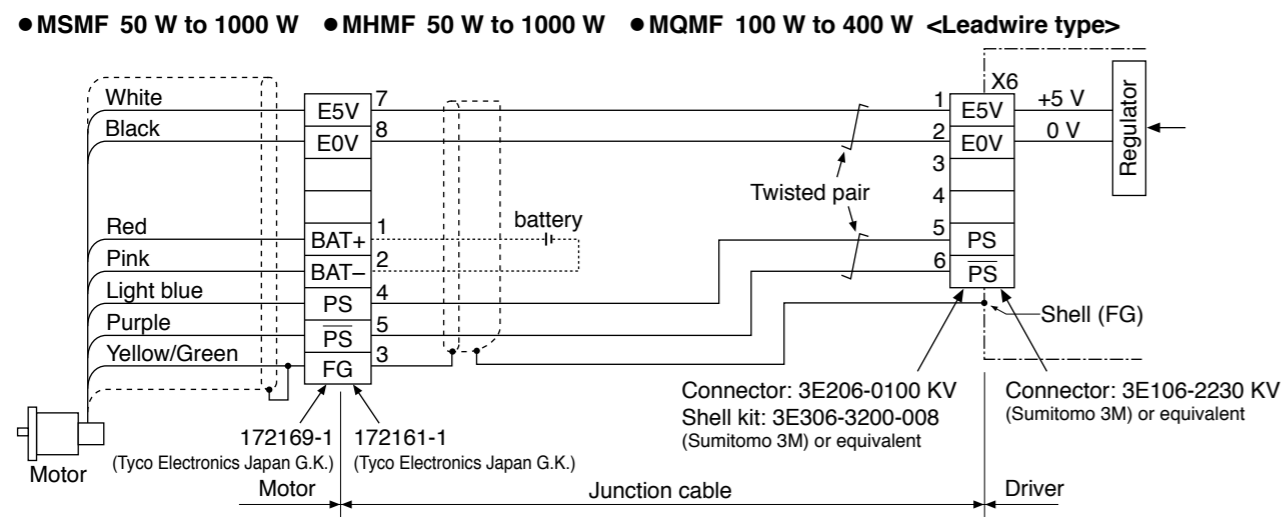 ●MSMF 50 W to 1000 W ●MHMF 50 W to 1000 W ●MQMF 100 W to 400 W <Leadwire type>
X6
White E5V 7 1 E5V +5 V
Black E0V 8 2 E0V 0 V
Regulator
3
4
Twisted pair
Red BAT+ 1 battery 5 PS
Pink BAT– 2 6 P̅S̅
Light blue PS 4
Purple P̅S̅ 5
Shell (FG)
Yellow/Green FG 3
Connector: 3E206-0100 KV
Shell kit: 3E306-3200-008
(Sumitomo 3M) or equivalent
Connector: 3E106-2230 KV
(Sumitomo 3M) or equivalent
172169-1
(Tyco Electronics Japan G.K.)
172161-1
(Tyco Electronics Japan G.K.)
Motor
Motor Junction cable Driver